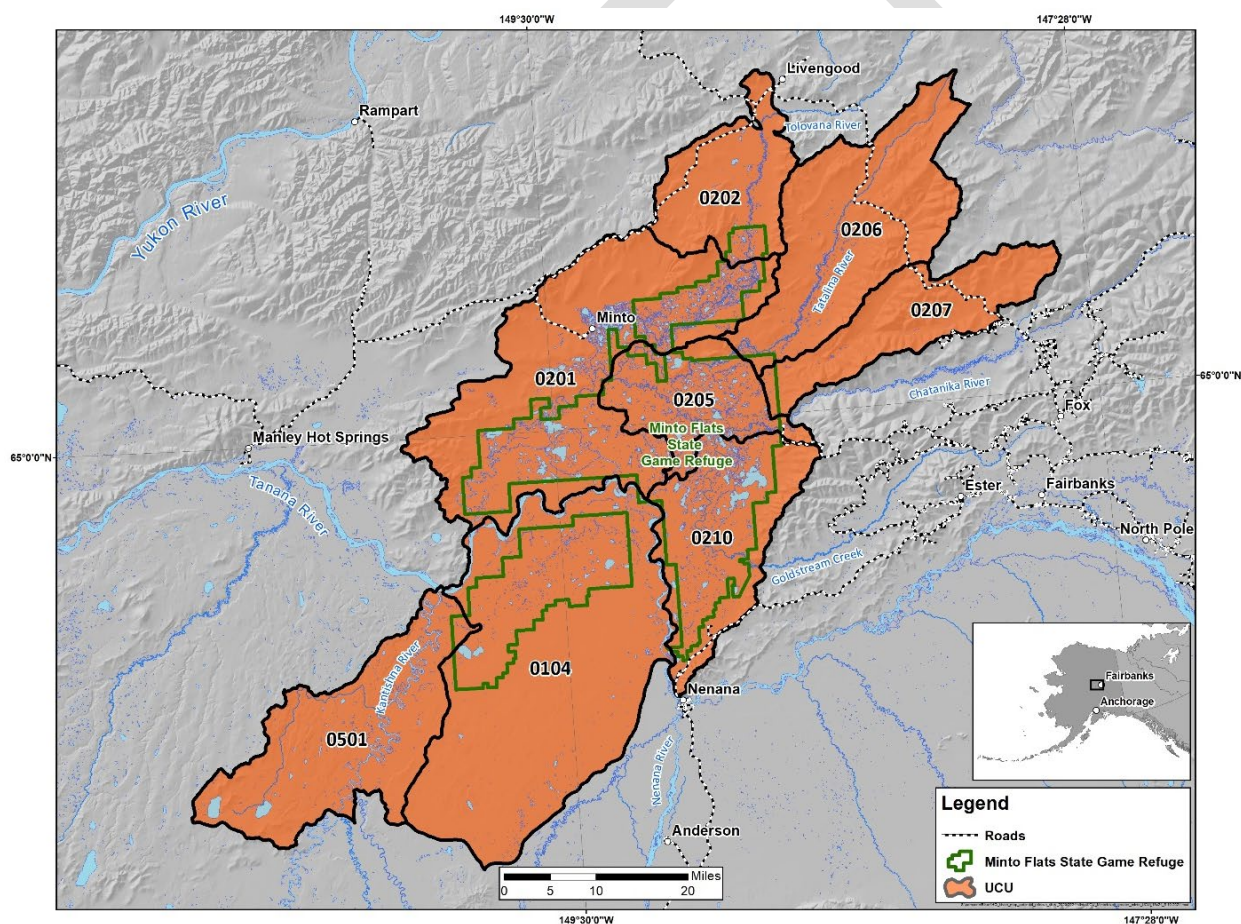 149°30'0"W
147°28'0"W
Livengood
Rampart
Tolovana River
Yukon River
0202
0206
Tatalina River
0207
Minto
65°0'0"N
0201
Chatanika River
0205
Fox
Minto Flats
State
Game Refuge
Manley Hot Springs
65°0'0"N
Tanana River
Ester
Fairbanks
North Pole
0210
Goldstream Creek
Kantishna River
0104
Nenana
0501
Nenana River
Anderson
Fairbanks
Anchorage
Legend
Roads
Minto Flats State Game Refuge
UCU
Miles
0 5 10 20
149°30'0"W
147°28'0"W